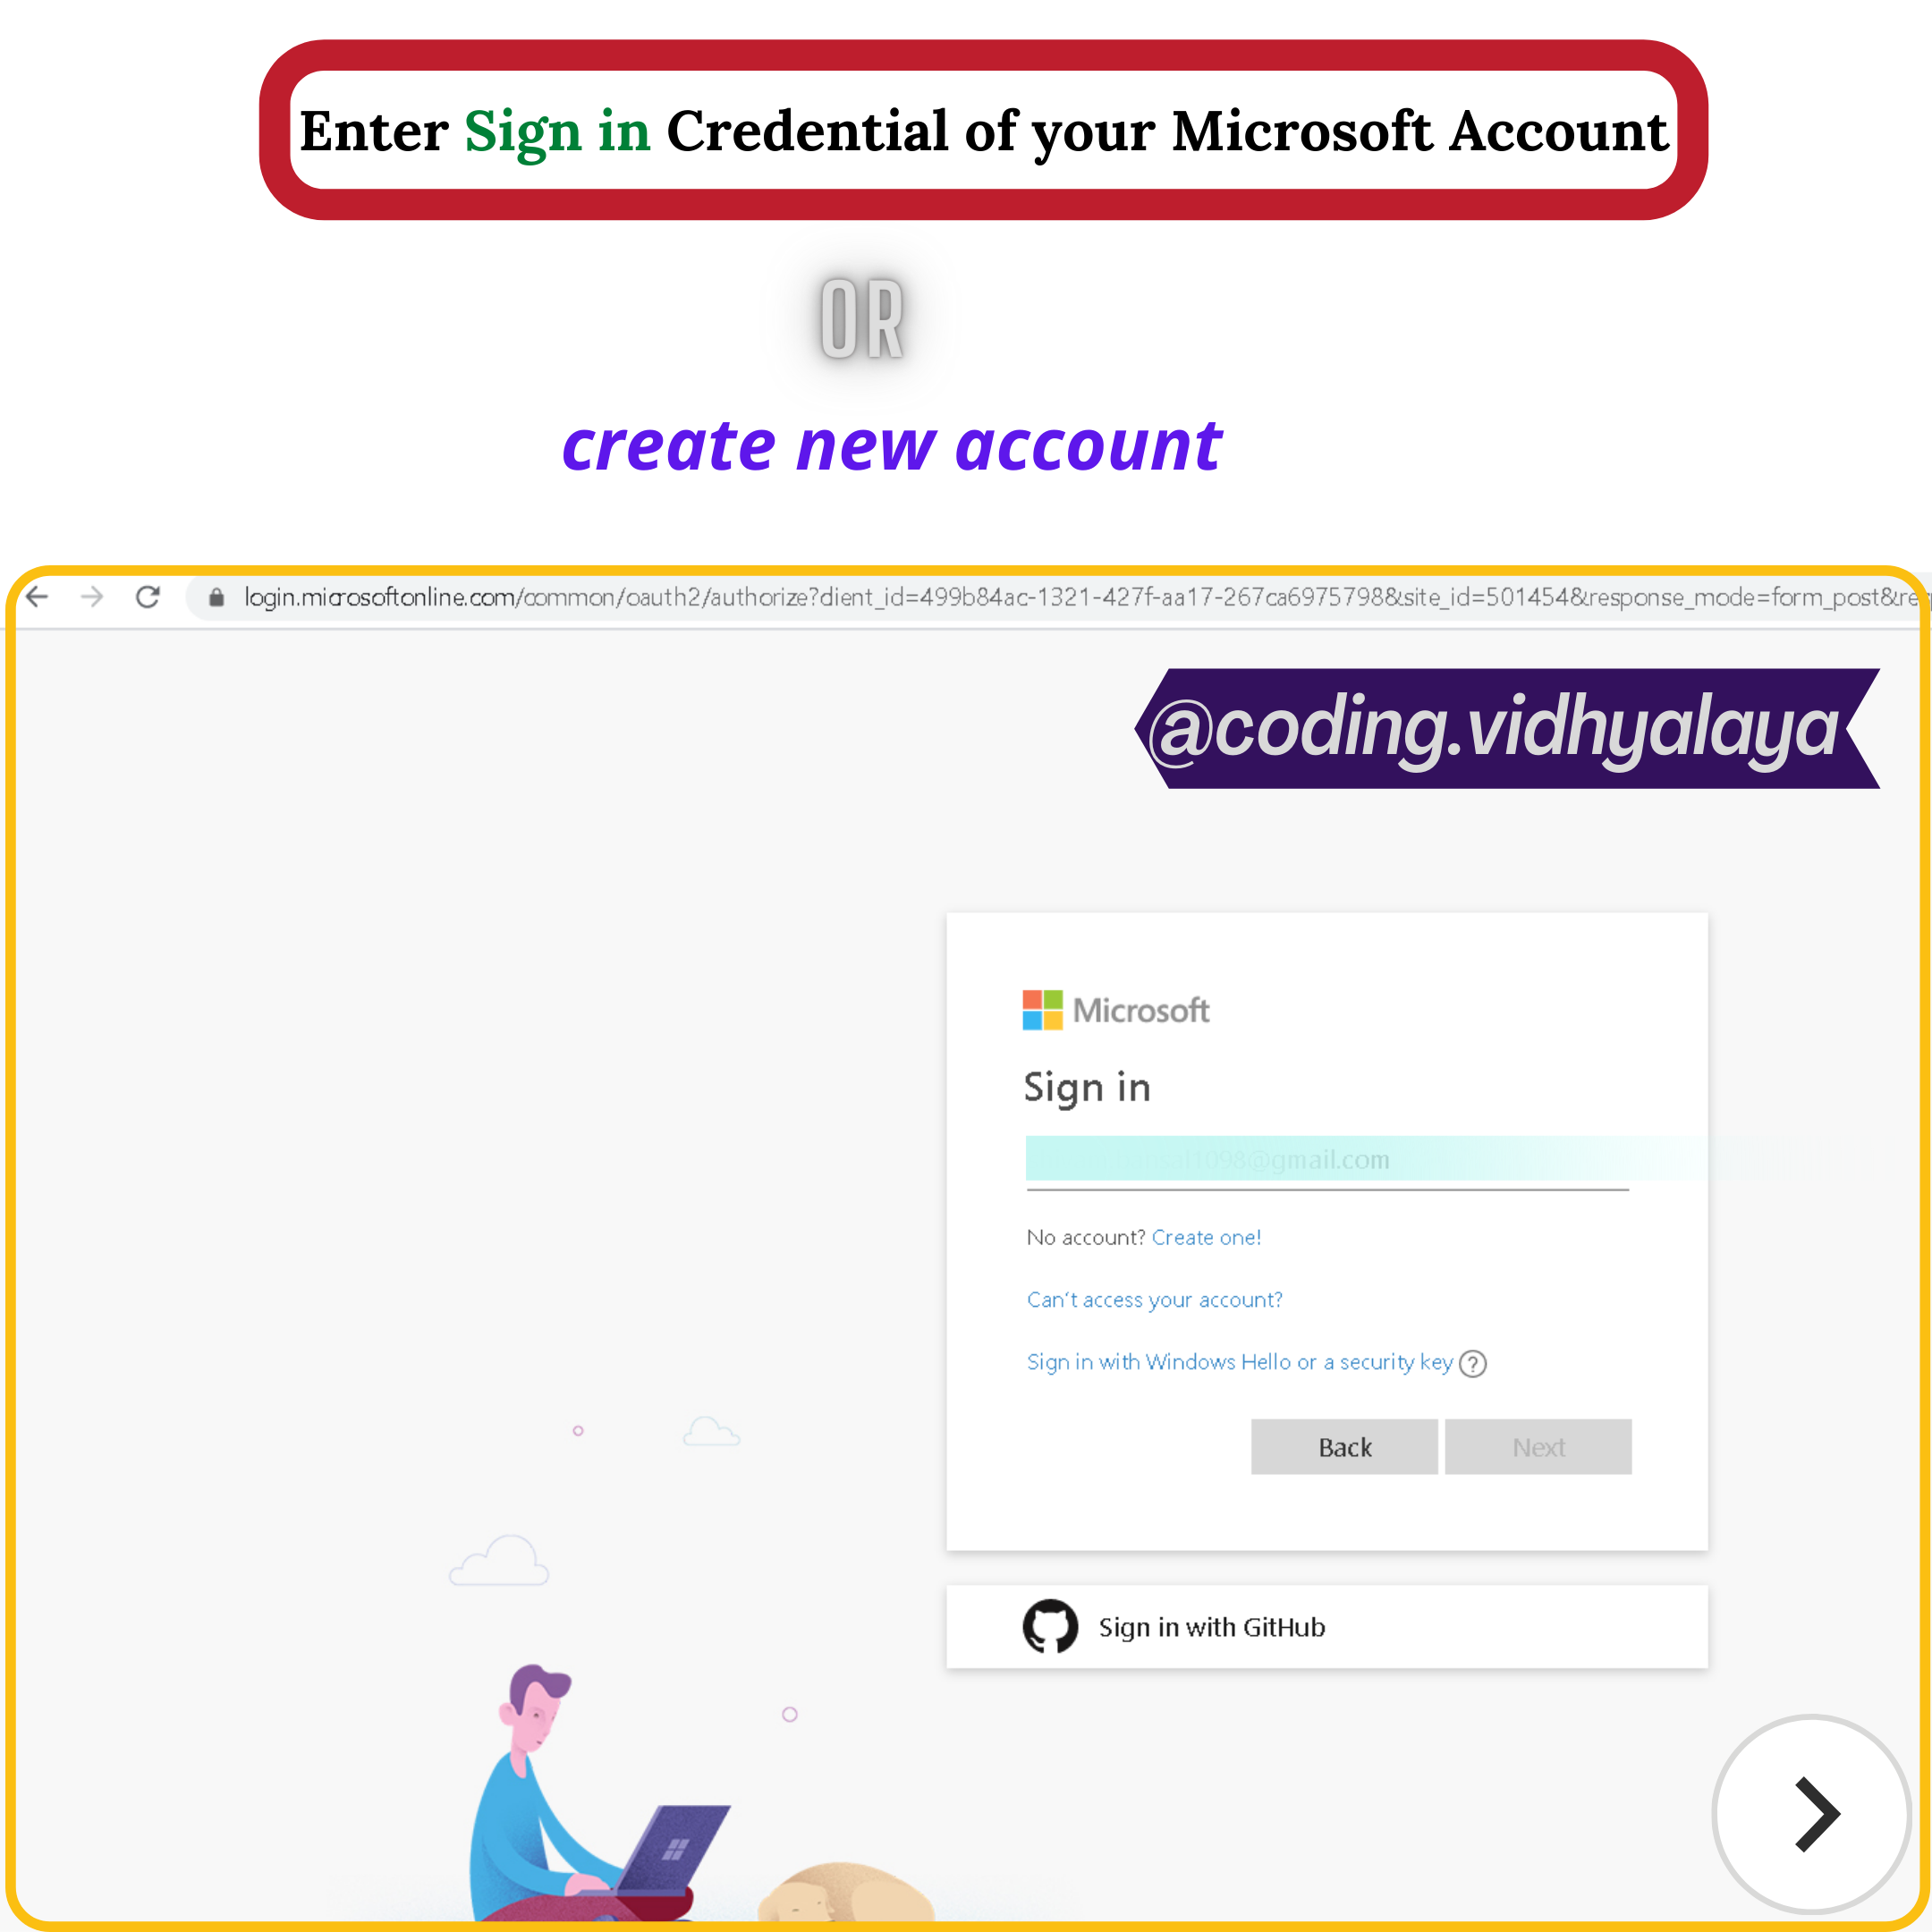 Enter Sign in Credential of your Microsoft Account
OR
create new account
login.microsoftonline.com/common/oauth2/authorize?client_id=499b84ac-1321-427f-aa17-267ca6975798&site_id=501454&response_mode=form_post&re
@coding.vidhyalaya
Microsoft
Sign in
@gmail.com
No account? Create one!
Can't access your account?
Sign in with Windows Hello or a security key
Back Next
Sign in with GitHub